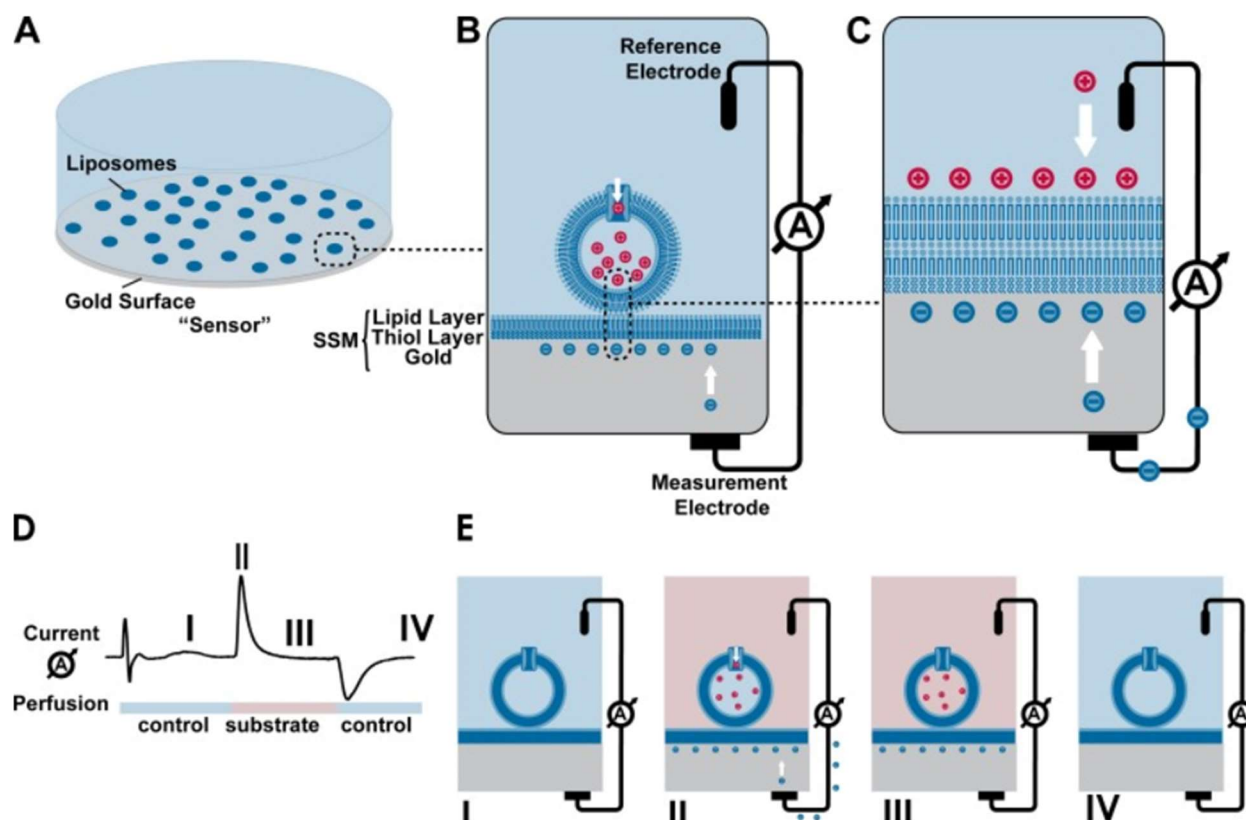 A
Liposomes
Gold Surface
“Sensor”
B
Reference
Electrode
A
SSM { Lipid Layer
Thiol Layer
Gold
Measurement
Electrode
C
A
D
Current
A
Perfusion
I
II
III
IV
control substrate control
E
A
I
A
II
A
III
A
IV